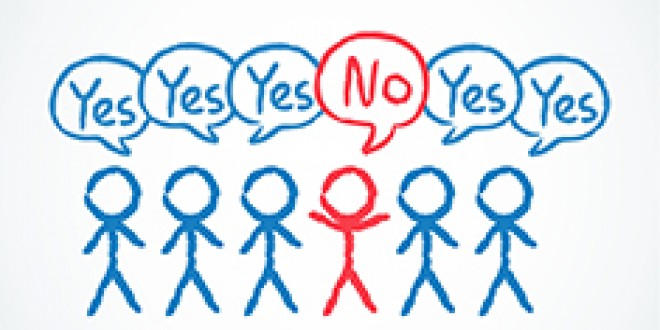 Yes Yes Yes No Yes Yes